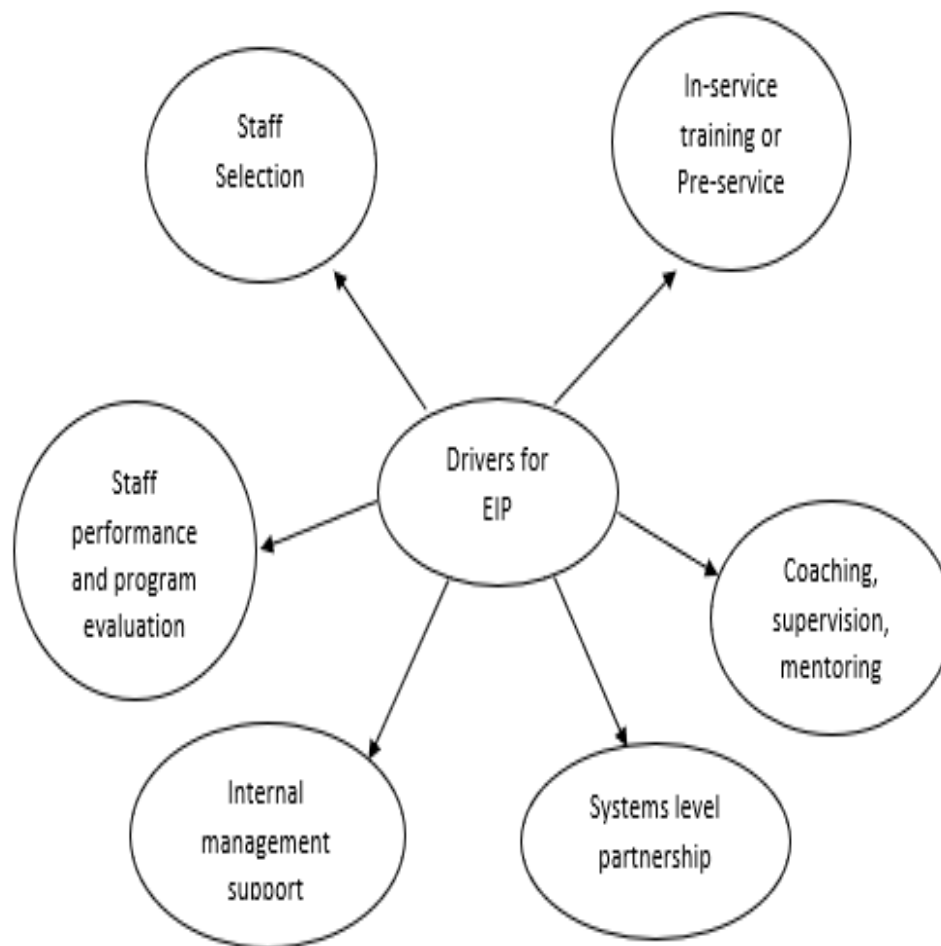 Staff
Selection
In-service
training or
Pre-service
Drivers for
EIP
Staff
performance
and program
evaluation
Coaching,
supervision,
mentoring
Internal
management
support
Systems level
partnership